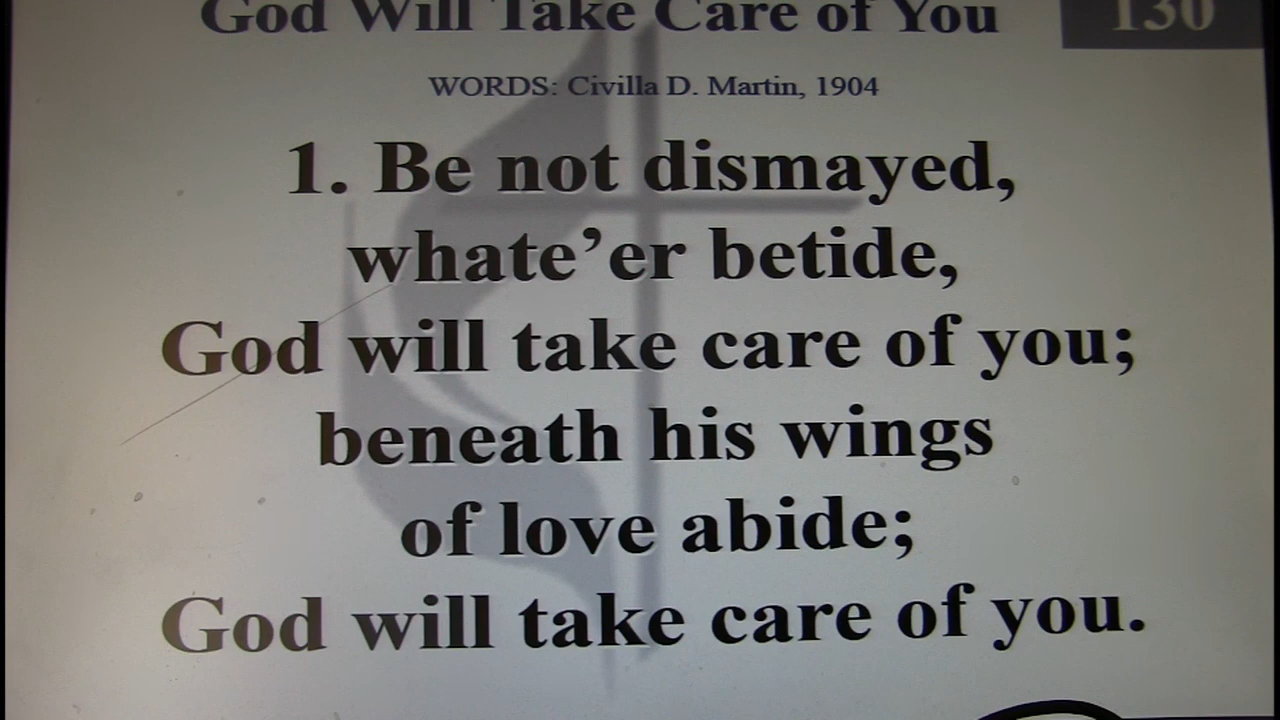 God Will Take Care of You
130
WORDS: Civilla D. Martin, 1904
1. Be not dismayed,
whate’er betide,
God will take care of you;
beneath his wings
of love abide;
God will take care of you.